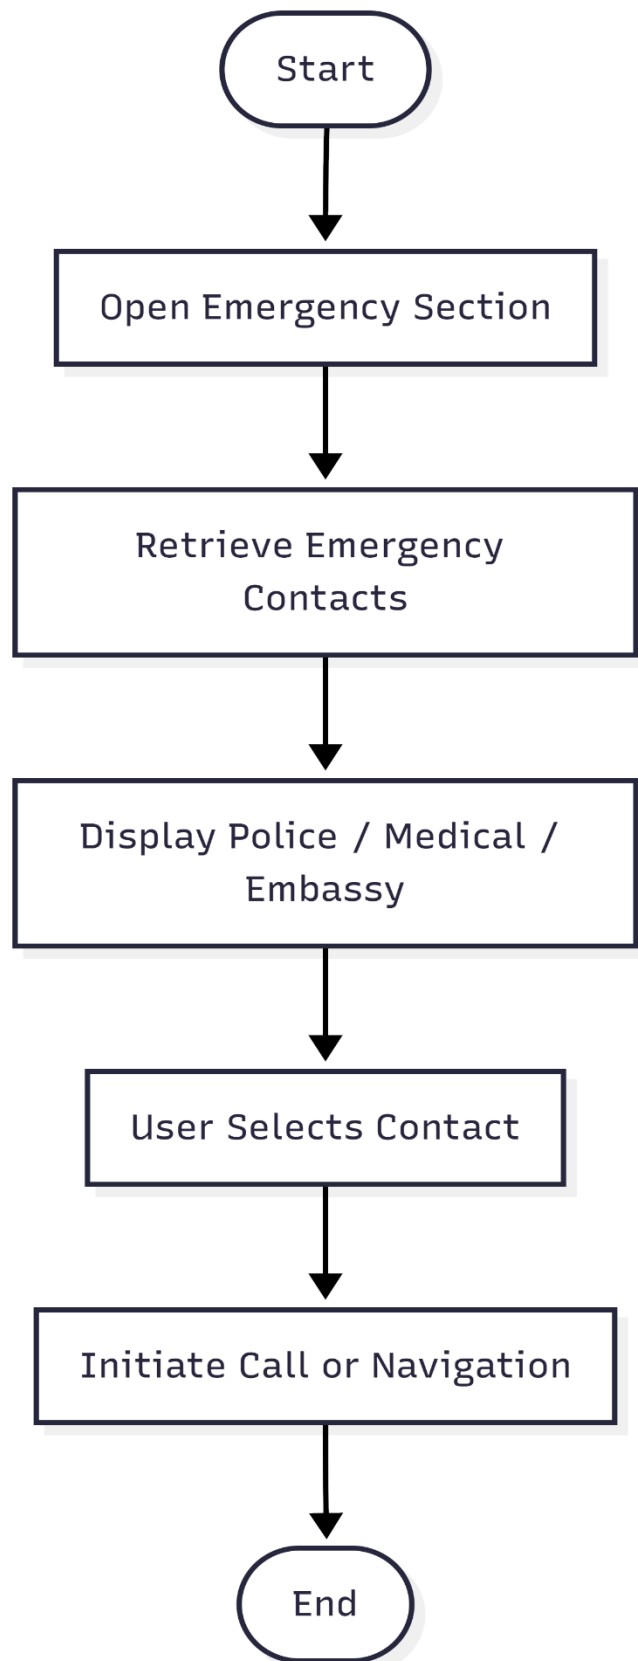 Start
Open Emergency Section
Retrieve Emergency
Contacts
Display Police / Medical /
Embassy
User Selects Contact
Initiate Call or Navigation
End